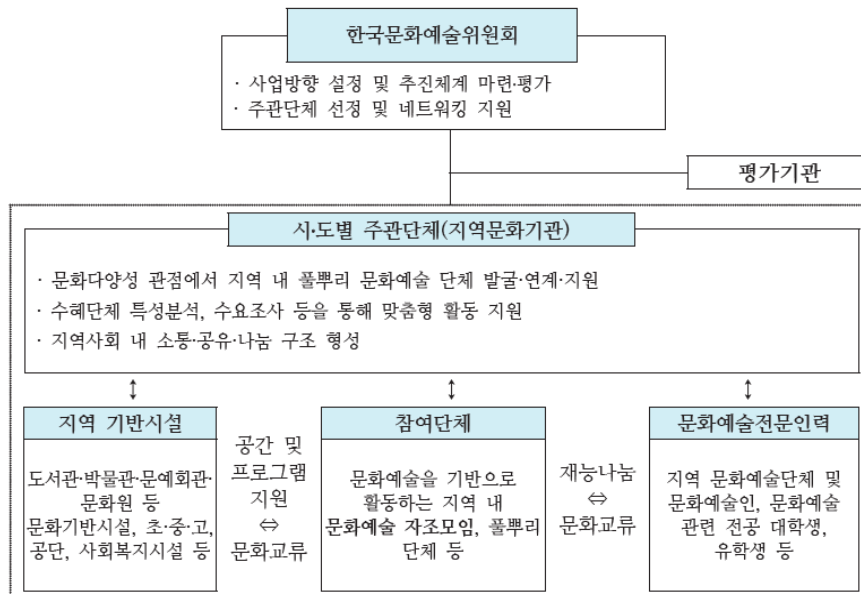 한국문화예술위원회
· 사업방향 설정 및 추진체계 마련·평가
· 주관단체 선정 및 네트워킹 지원
평가기관
시·도별 주관단체(지역문화기관)
· 문화다양성 관점에서 지역 내 풀뿌리 문화예술 단체 발굴·연계·지원
· 수혜단체 특성분석, 수요조사 등을 통해 맞춤형 활동 지원
· 지역사회 내 소통·공유·나눔 구조 형성
↕ ↕ ↕
지역 기반시설
도서관·박물관·문예회관·
문화원 등
문화기반시설, 초·중·고,
공단, 사회복지시설 등
공간 및
프로그램
지원
⇔
문화교류
참여단체
문화예술을 기반으로
활동하는 지역 내
문화예술 자조모임, 풀뿌리
단체 등
재능나눔
⇔
문화교류
문화예술전문인력
지역 문화예술단체 및
문화예술인, 문화예술
관련 전공 대학생,
유학생 등